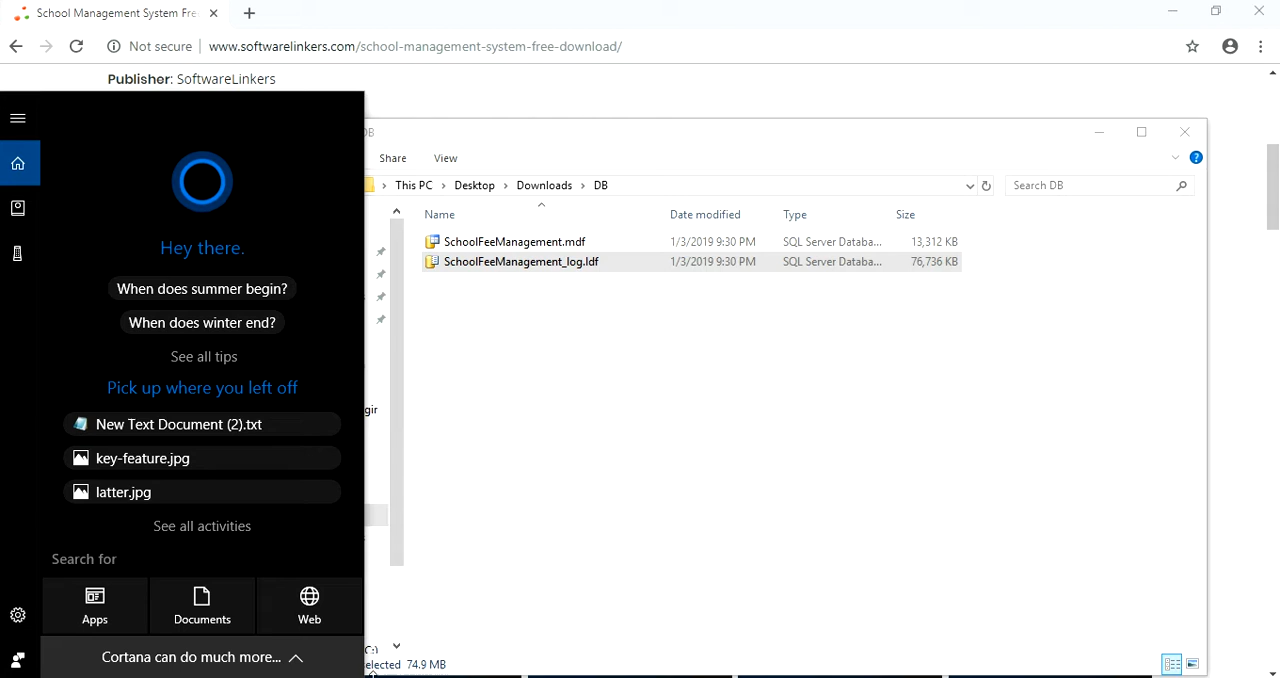 School Management System Fre
Not secure www.softwarelinkers.com/school-management-system-free-download/
Publisher: SoftwareLinkers
DB
Share View
This PC › Desktop › Downloads › DB
Search DB
Name Date modified Type Size
SchoolFeeManagement.mdf 1/3/2019 9:30 PM SQL Server Databa... 13,312 KB
SchoolFeeManagement_log.ldf 1/3/2019 9:30 PM SQL Server Databa... 76,736 KB
gir
C:)
elected 74.9 MB
Hey there.
When does summer begin?
When does winter end?
See all tips
Pick up where you left off
New Text Document (2).txt
key-feature.jpg
latter.jpg
See all activities
Search for
Apps Documents Web
Cortana can do much more...